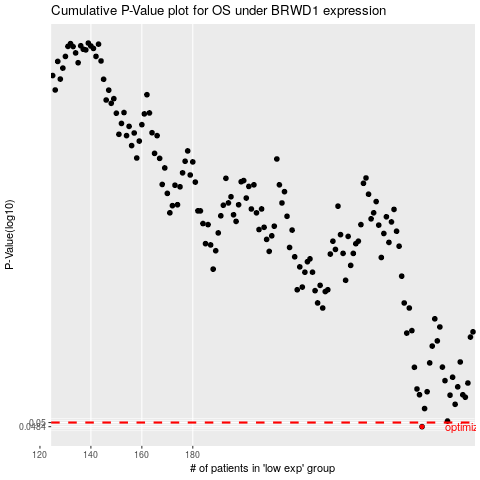 Cumulative P-Value plot for OS under BRWD1 expression
P-Value(log10)
0.05
0.0484
optimiz
120 140 160 180
# of patients in 'low exp' group